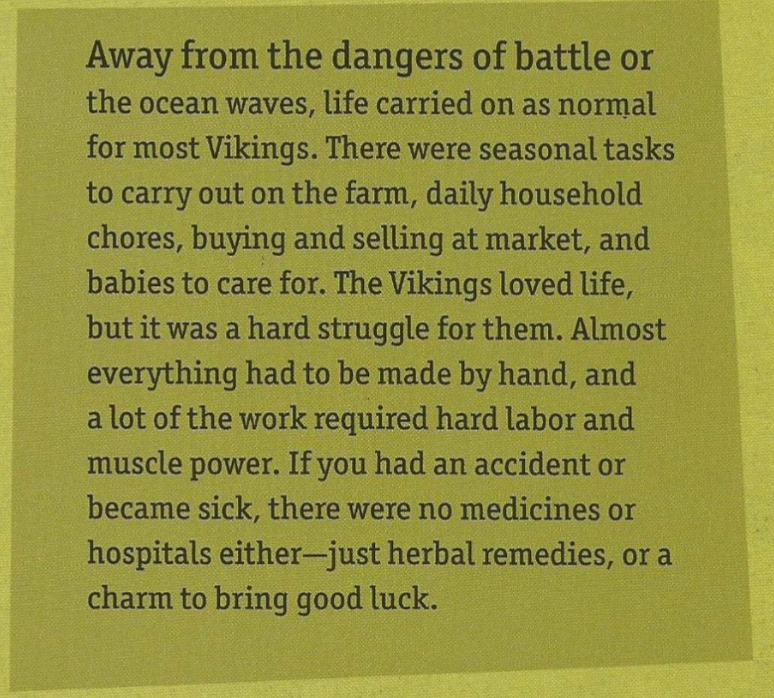 Away from the dangers of battle or
the ocean waves, life carried on as normal
for most Vikings. There were seasonal tasks
to carry out on the farm, daily household
chores, buying and selling at market, and
babies to care for. The Vikings loved life,
but it was a hard struggle for them. Almost
everything had to be made by hand, and
a lot of the work required hard labor and
muscle power. If you had an accident or
became sick, there were no medicines or
hospitals either—just herbal remedies, or a
charm to bring good luck.